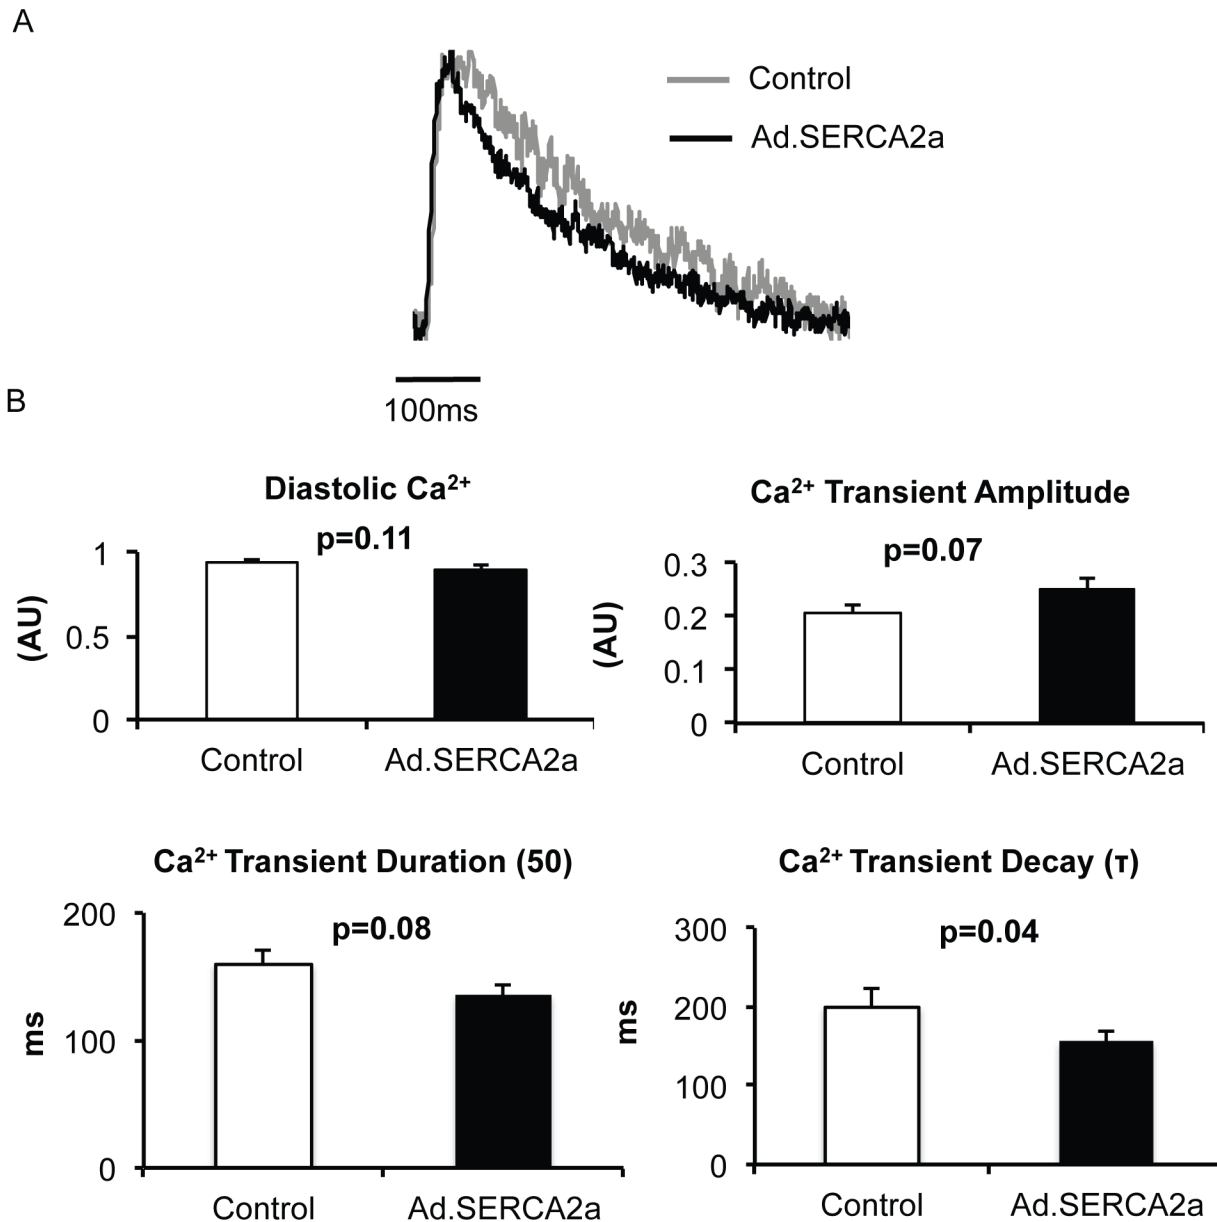 A
Control
Ad.SERCA2a
100ms
B
Diastolic Ca²⁺
p=0.11
1
0.5
0
(AU)
Control
Ad.SERCA2a
Ca²⁺ Transient Amplitude
p=0.07
0.3
0.2
0.1
0
(AU)
Control
Ad.SERCA2a
Ca²⁺ Transient Duration (50)
p=0.08
200
100
0
ms
Control
Ad.SERCA2a
Ca²⁺ Transient Decay (τ)
p=0.04
300
200
100
0
ms
Control
Ad.SERCA2a